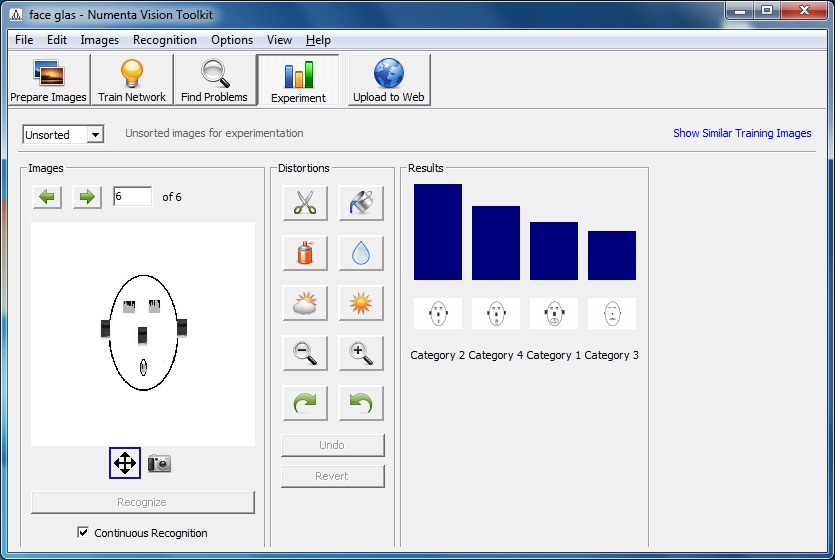 face glas - Numenta Vision Toolkit
File Edit Images Recognition Options View Help
Prepare Images Train Network Find Problems Experiment Upload to Web
Unsorted Unsorted images for experimentation Show Similar Training Images
Images Distortions Results
6 of 6
Category 2 Category 4 Category 1 Category 3
Undo
Revert
Recognize
Continuous Recognition